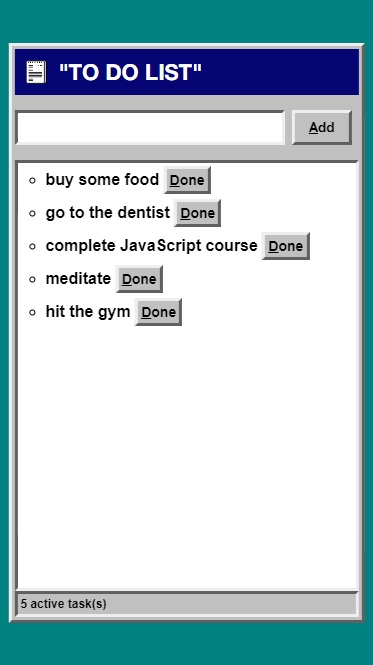 "TO DO LIST"
Add
buy some food Done
go to the dentist Done
complete JavaScript course Done
meditate Done
hit the gym Done
5 active task(s)